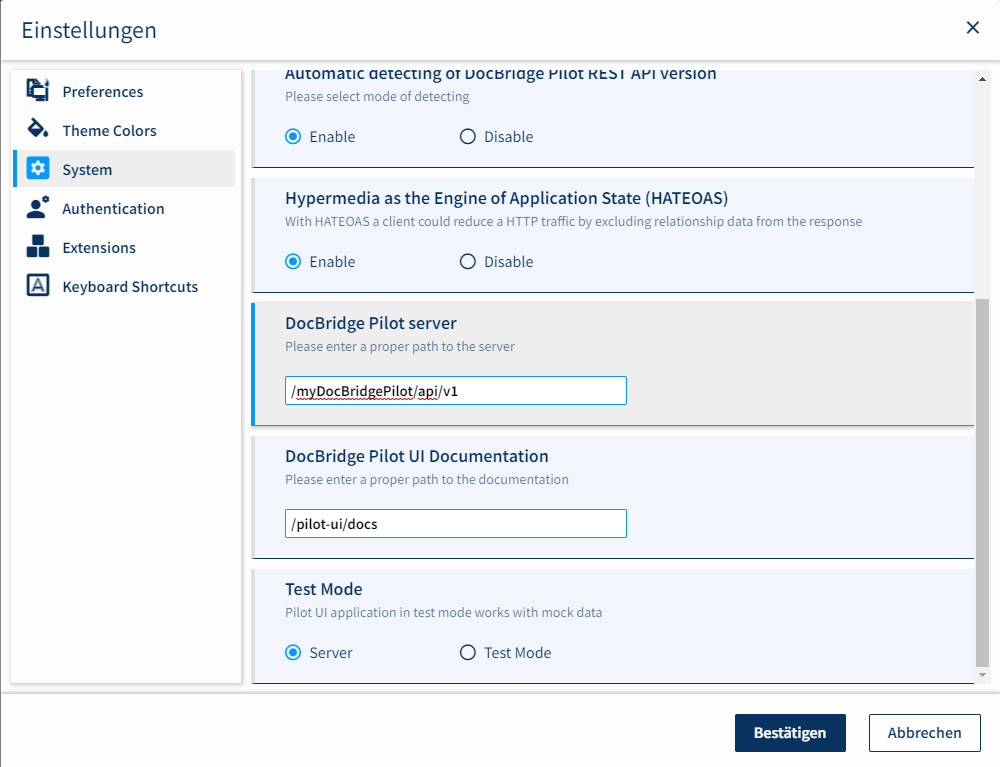 Einstellungen
Preferences
Theme Colors
System
Authentication
Extensions
Keyboard Shortcuts
Automatic detecting of DocBridge Pilot REST API version
Please select mode of detecting
Enable Disable
Hypermedia as the Engine of Application State (HATEOAS)
With HATEOAS a client could reduce a HTTP traffic by excluding relationship data from the response
Enable Disable
DocBridge Pilot server
Please enter a proper path to the server
/myDocBridgePilot/api/v1
DocBridge Pilot UI Documentation
Please enter a proper path to the documentation
/pilot-ui/docs
Test Mode
Pilot UI application in test mode works with mock data
Server Test Mode
Bestätigen Abbrechen